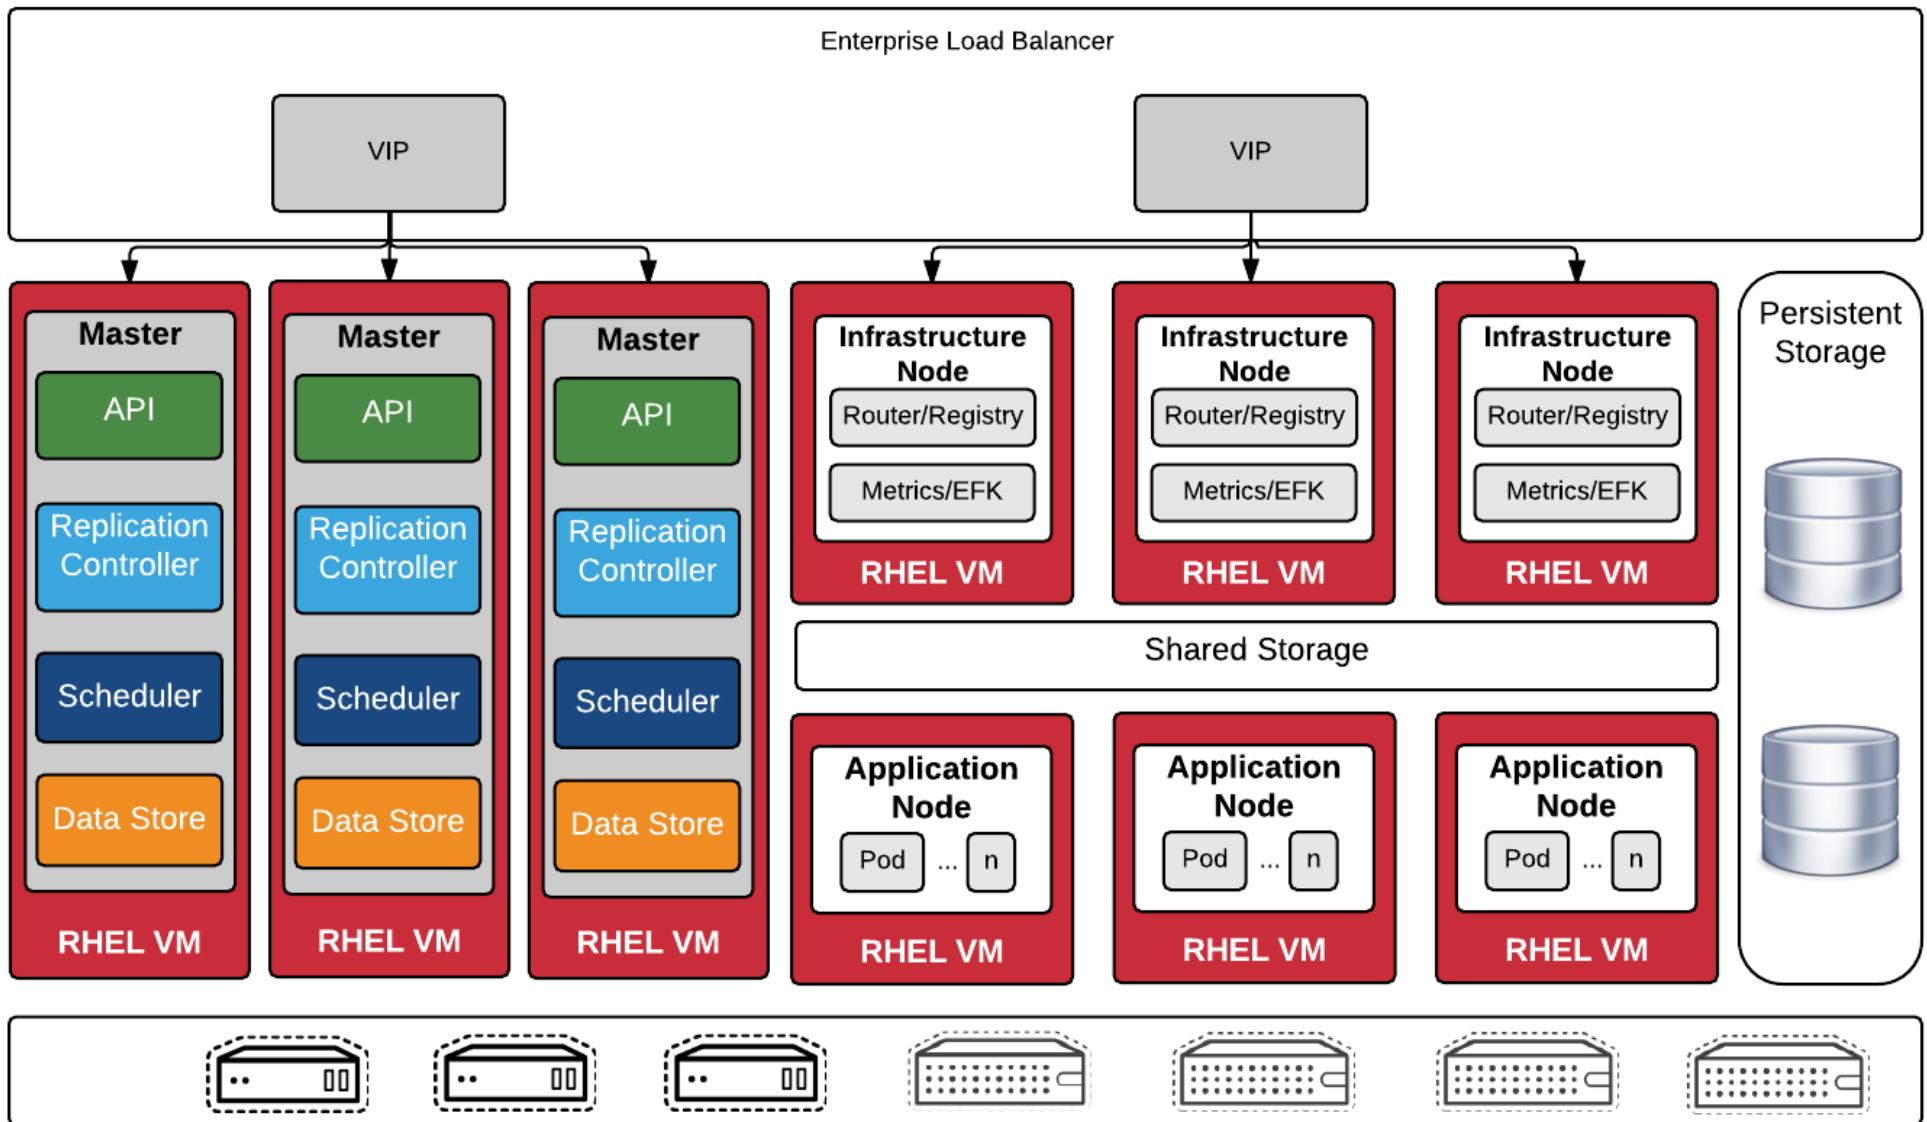 Enterprise Load Balancer
VIP
VIP
Master
API
Replication
Controller
Scheduler
Data Store
RHEL VM
Master
API
Replication
Controller
Scheduler
Data Store
RHEL VM
Master
API
Replication
Controller
Scheduler
Data Store
RHEL VM
Infrastructure
Node
Router/Registry
Metrics/EFK
RHEL VM
Infrastructure
Node
Router/Registry
Metrics/EFK
RHEL VM
Infrastructure
Node
Router/Registry
Metrics/EFK
RHEL VM
Shared Storage
Application
Node
Pod ... n
RHEL VM
Application
Node
Pod ... n
RHEL VM
Application
Node
Pod ... n
RHEL VM
Persistent
Storage